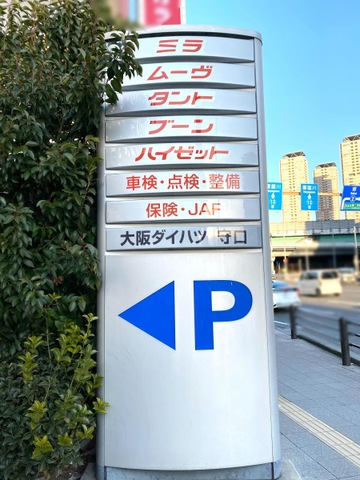 ミラ
ムーヴ
タント
ブーン
ハイゼット
車検・点検・整備
保険・JAF
大阪ダイハツ 守口
P